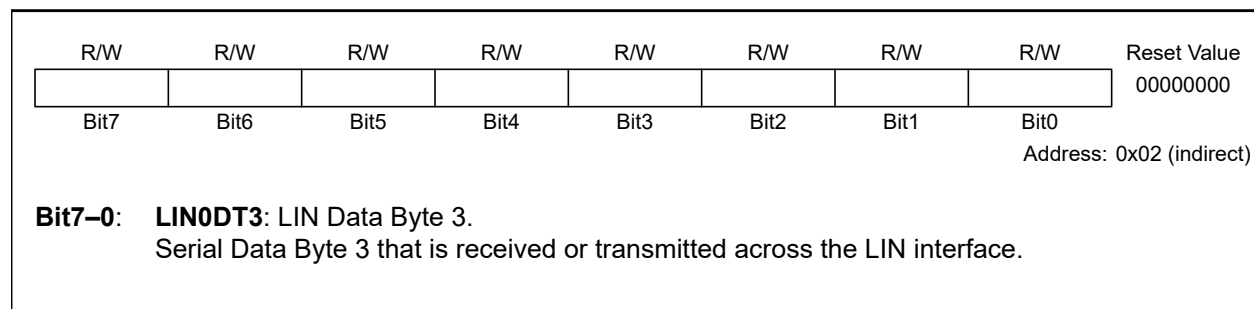 R/W R/W R/W R/W R/W R/W R/W R/W Reset Value
00000000
Bit7 Bit6 Bit5 Bit4 Bit3 Bit2 Bit1 Bit0
Address: 0x02 (indirect)
Bit7–0: LIN0DT3: LIN Data Byte 3.
Serial Data Byte 3 that is received or transmitted across the LIN interface.